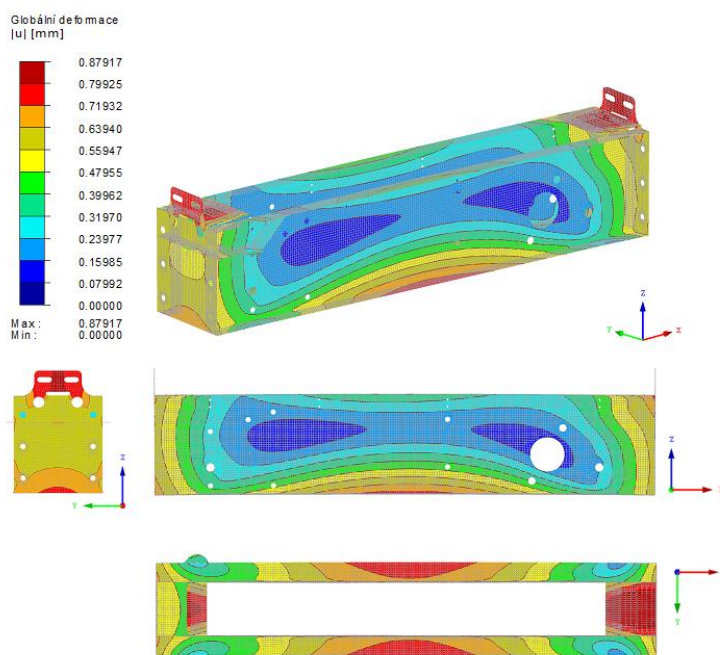 Globální deformace
|u| [mm]
0.87917
0.79925
0.71932
0.63940
0.55947
0.47955
0.39962
0.31970
0.23977
0.15985
0.07992
0.00000
Max : 0.87917
Min : 0.00000
Z
Y
X
Z
Y
Z
Y